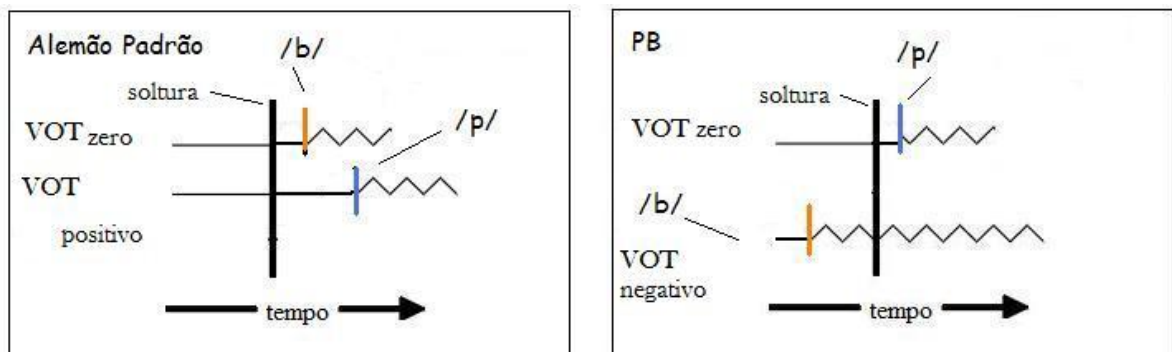 Alemão Padrão
/b/
soltura
VOT zero
/p/
VOT
positivo
tempo
PB
/p/
soltura
VOT zero
/b/
VOT
negativo
tempo